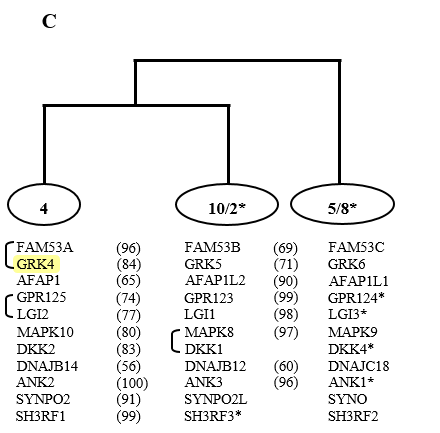 C
4 10/2* 5/8*
FAM53A (96) FAM53B (69) FAM53C
GRK4 (84) GRK5 (71) GRK6
AFAP1 (65) AFAP1L2 (90) AFAP1L1
GPR125 (74) GPR123 (99) GPR124*
LGI2 (77) LGI1 (98) LGI3*
MAPK10 (80) MAPK8 (97) MAPK9
DKK2 (83) DKK1 DKK4*
DNAJB14 (56) DNAJB12 (60) DNAJC18
ANK2 (100) ANK3 (96) ANK1*
SYNPO2 (91) SYNPO2L SYNO
SH3RF1 (99) SH3RF3* SH3RF2